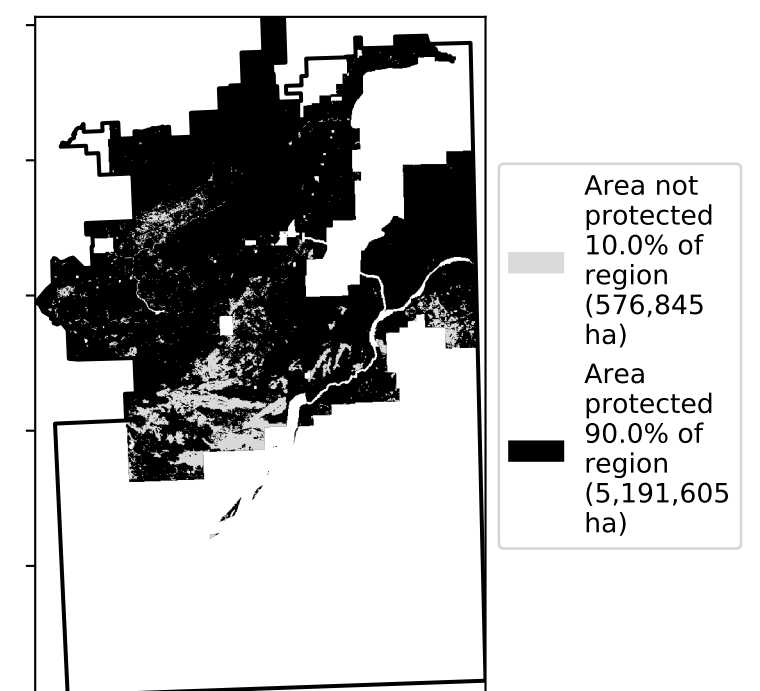 Area not
protected
10.0% of
region
(576,845
ha)
Area
protected
90.0% of
region
(5,191,605
ha)